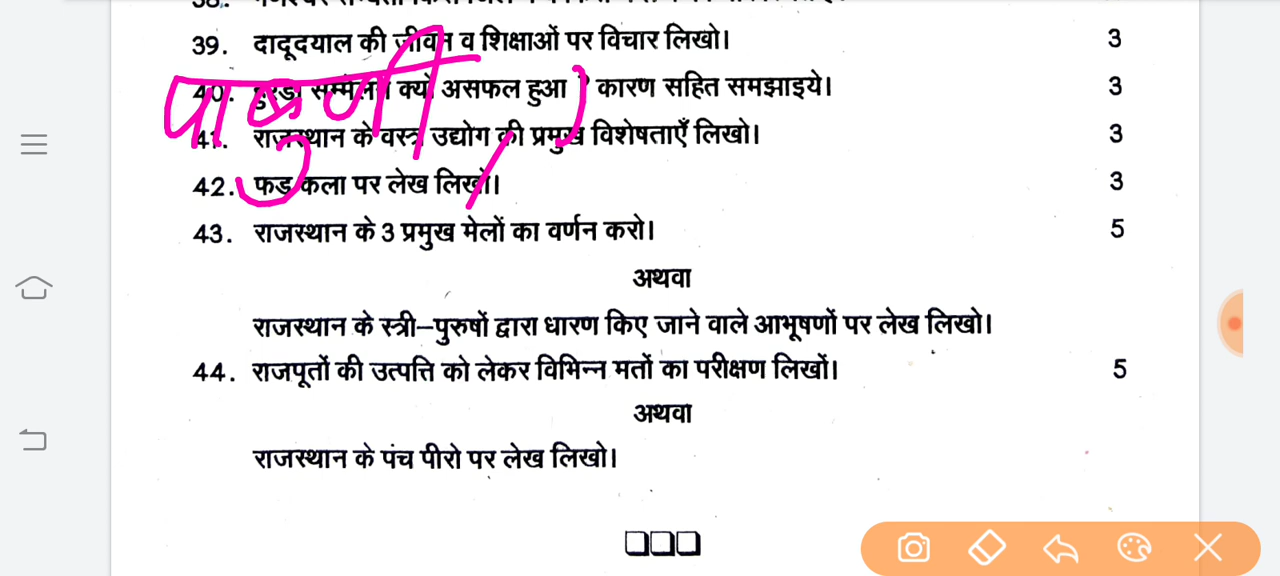 39. दादूदयाल की जीवन व शिक्षाओं पर विचार लिखो। 3
40. हुरडा सम्मेलन क्यों असफल हुआ ? कारण सहित समझाइये। 3
41. राजस्थान के वस्त्र उद्योग की प्रमुख विशेषताएँ लिखो। 3
42. फड कला पर लेख लिखो। 3
43. राजस्थान के 3 प्रमुख मेलों का वर्णन करो। 5
अथवा
राजस्थान के स्त्री–पुरुषों द्वारा धारण किए जाने वाले आभूषणों पर लेख लिखो।
44. राजपूतों की उत्पत्ति को लेकर विभिन्न मतों का परीक्षण लिखों। 5
अथवा
राजस्थान के पंच पीरो पर लेख लिखो।